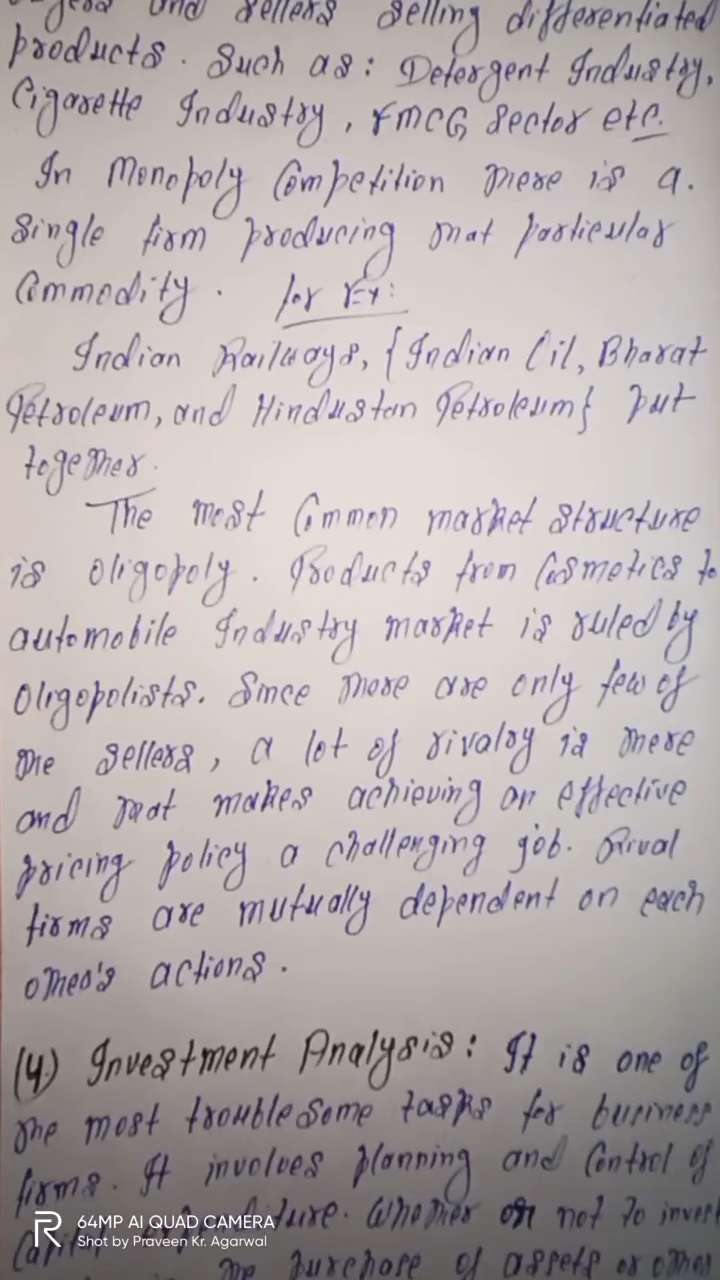 and sellers selling differentiated
products. Such as: Detergent Industry,
Cigarette Industry, FMCG Sector etc.
In Monopoly Competition there is a.
Single firm producing that particular
Commodity. for Ex:
Indian Railways, {Indian Oil, Bharat
Petroleum, and Hindustan Petroleum} put
together.
The most Common market structure
is oligopoly. Products from Cosmetics to
automobile Industry market is ruled by
Oligopolists. Since there are only few of
the sellers, a lot of rivalry is there
and that makes achieving an effective
pricing policy a challenging job. Rival
firms are mutually dependent on each
other's actions.
(4) Investment Analysis: It is one of
the most troublesome tasks for business
firms. It involves planning and Control of
Whether or not to invest
64MP AI QUAD CAMERA
Shot by Praveen Kr. Agarwal
the purchase of assets or other